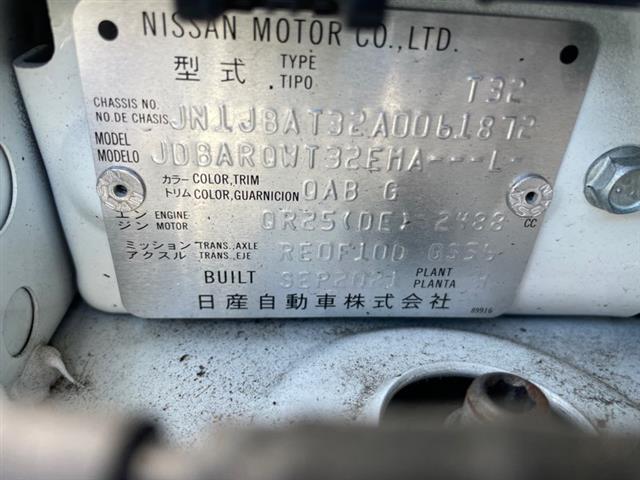 NISSAN MOTOR CO.,LTD.
型式 TYPE TIPO T32
CHASSIS NO. NO.DE CHASIS JN1JBAT32A0061872
MODEL MODELO JDBARQWT32EHA---L-
カラー COLOR,TRIM トリム COLOR,GUARNICION QAB G
エンジン ENGINE MOTOR QR25(DE) 2488 CC
ミッション TRANS.,AXLE アクスル TRANS.,EJE RE0F10D
BUILT SEP2021 PLANT PLANTA
日産自動車株式会社 89916